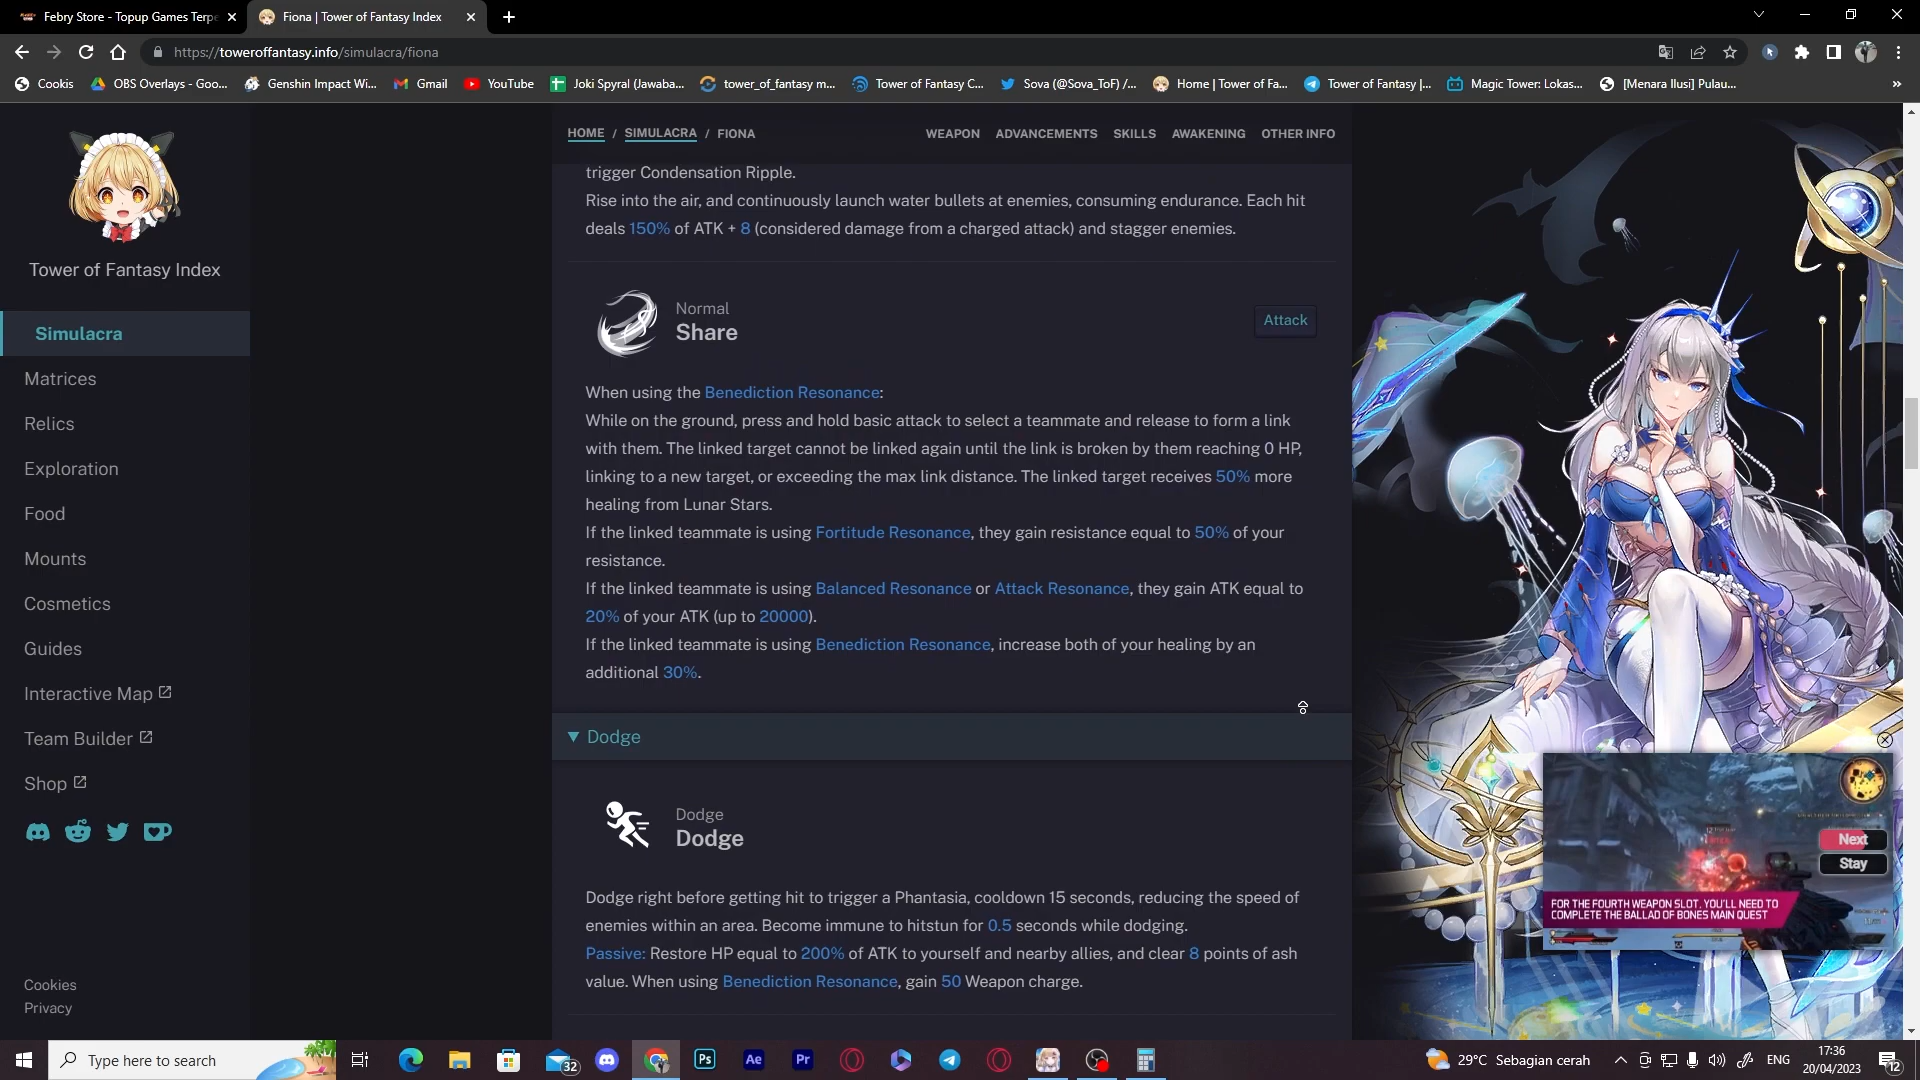 Febry Store - Topup Games Terpe
Fiona | Tower of Fantasy Index
https://toweroffantasy.info/simulacra/fiona
Cookis
OBS Overlays - Goo...
Genshin Impact Wi...
Gmail
YouTube
Joki Spyral (Jawaba...
tower_of_fantasy m...
Tower of Fantasy C...
Sova (@Sova_ToF) /...
Home | Tower of Fa...
Tower of Fantasy |...
Magic Tower: Lokas...
[Menara Ilusi] Pulau...
»
Tower of Fantasy Index
Simulacra
Matrices
Relics
Exploration
Food
Mounts
Cosmetics
Guides
Interactive Map
Team Builder
Shop
Cookies
Privacy
HOME / SIMULACRA / FIONA
WEAPON ADVANCEMENTS SKILLS AWAKENING OTHER INFO
trigger Condensation Ripple.
Rise into the air, and continuously launch water bullets at enemies, consuming endurance. Each hit
deals 150% of ATK + 8 (considered damage from a charged attack) and stagger enemies.
Normal
Share
Attack
When using the Benediction Resonance:
While on the ground, press and hold basic attack to select a teammate and release to form a link
with them. The linked target cannot be linked again until the link is broken by them reaching 0 HP,
linking to a new target, or exceeding the max link distance. The linked target receives 50% more
healing from Lunar Stars.
If the linked teammate is using Fortitude Resonance, they gain resistance equal to 50% of your
resistance.
If the linked teammate is using Balanced Resonance or Attack Resonance, they gain ATK equal to
20% of your ATK (up to 20000).
If the linked teammate is using Benediction Resonance, increase both of your healing by an
additional 30%.
Dodge
Dodge
Dodge
Dodge right before getting hit to trigger a Phantasia, cooldown 15 seconds, reducing the speed of
enemies within an area. Become immune to hitstun for 0.5 seconds while dodging.
Passive: Restore HP equal to 200% of ATK to yourself and nearby allies, and clear 8 points of ash
value. When using Benediction Resonance, gain 50 Weapon charge.
Next
Stay
FOR THE FOURTH WEAPON SLOT, YOU'LL NEED TO
COMPLETE THE BALLAD OF BONES MAIN QUEST
Type here to search
32
Ps
Ae
Pr
29°C Sebagian cerah
ENG
17:36
20/04/2023
12